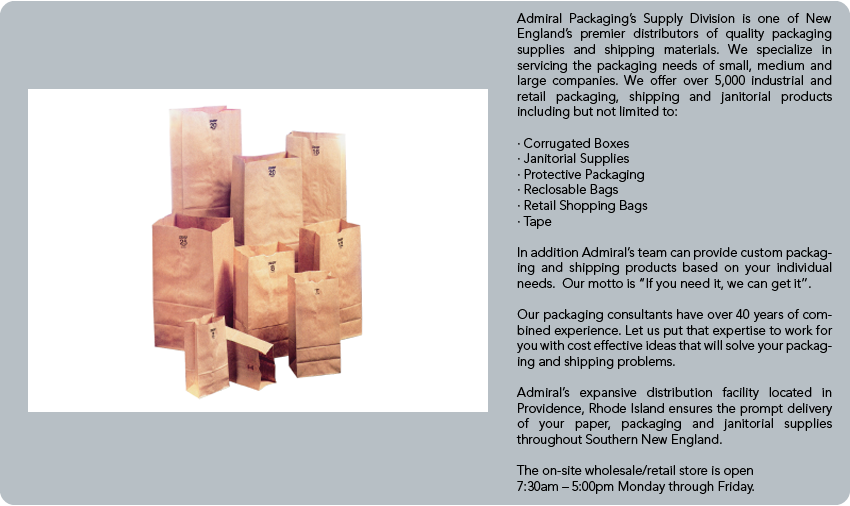 Admiral Packaging's Supply Division is one of New
England's premier distributors of quality packaging
supplies and shipping materials. We specialize in
servicing the packaging needs of small, medium and
large companies. We offer over 5,000 industrial and
retail packaging, shipping and janitorial products
including but not limited to:
· Corrugated Boxes
· Janitorial Supplies
· Protective Packaging
· Reclosable Bags
· Retail Shopping Bags
· Tape
In addition Admiral's team can provide custom packag-
ing and shipping products based on your individual
needs.  Our motto is "If you need it, we can get it".
Our packaging consultants have over 40 years of com-
bined experience. Let us put that expertise to work for
you with cost effective ideas that will solve your packag-
ing and shipping problems.
Admiral's expansive distribution facility located in
Providence, Rhode Island ensures the prompt delivery
of your paper, packaging and janitorial supplies
throughout Southern New England.
The on-site wholesale/retail store is open
7:30am – 5:00pm Monday through Friday.